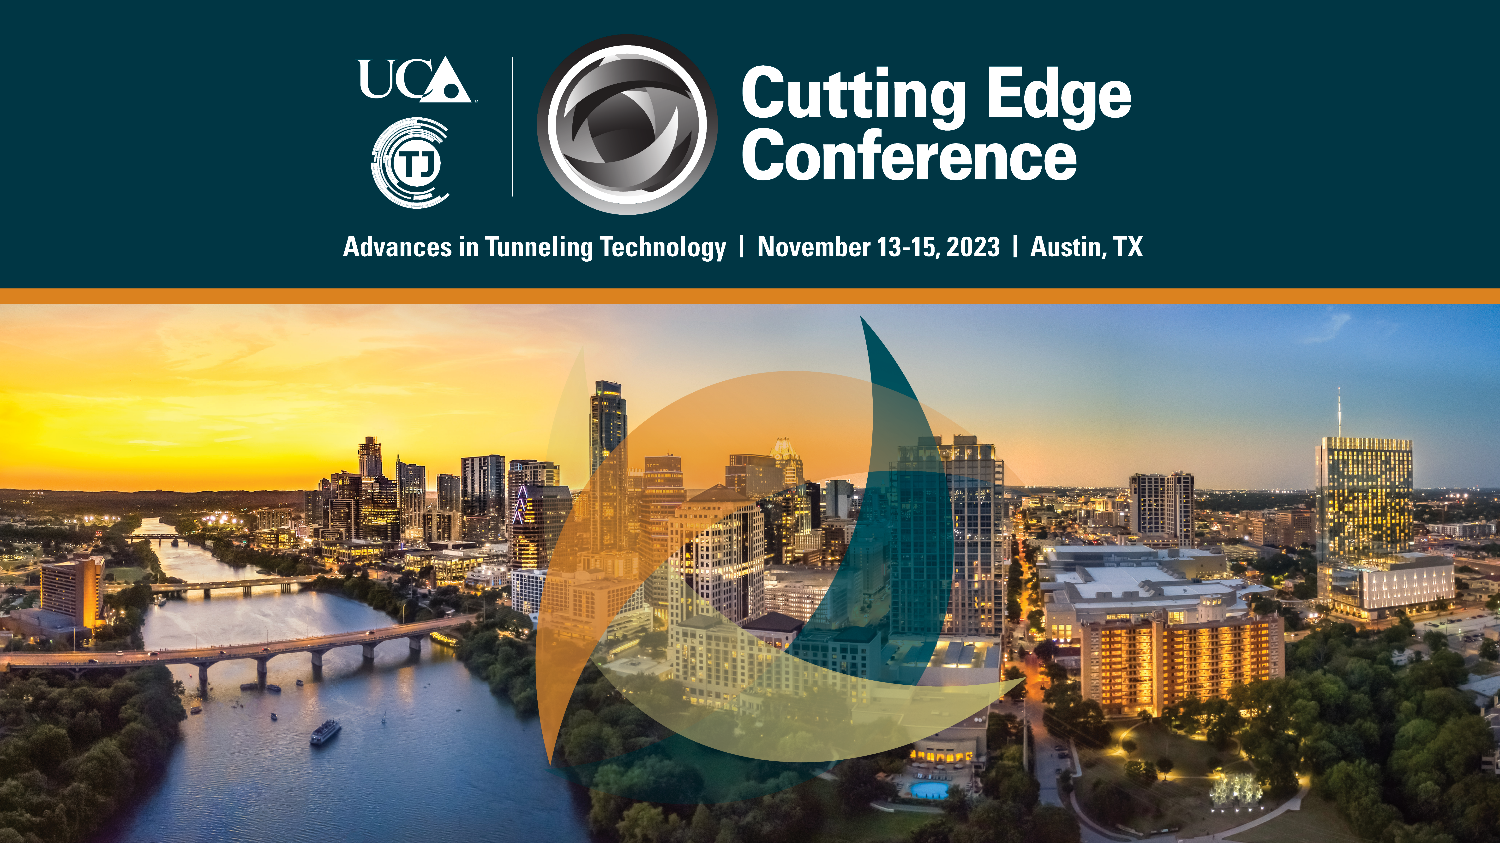 UCA
TJ
Cutting Edge
Conference
Advances in Tunneling Technology | November 13-15, 2023 | Austin, TX